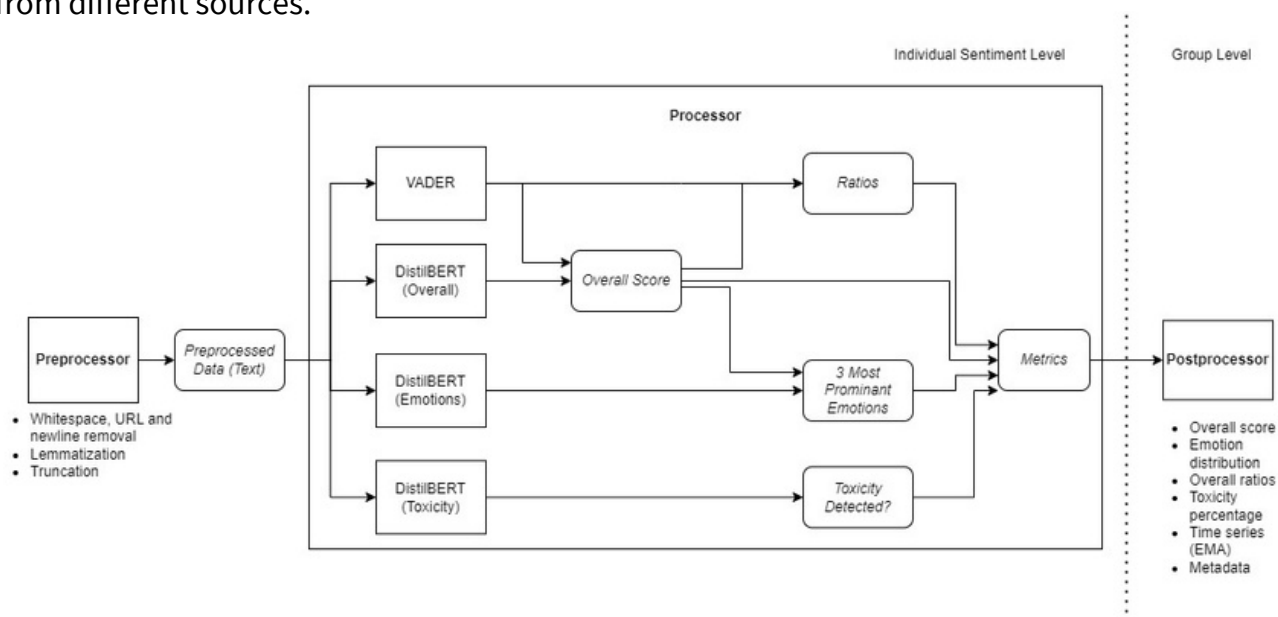 from different sources.
Individual Sentiment Level
Group Level
Processor
VADER
Ratios
DistilBERT
(Overall)
Overall Score
Preprocessor
Preprocessed
Data (Text)
DistilBERT
(Emotions)
3 Most
Prominant
Emotions
Metrics
Postprocessor
• Whitespace, URL and
newline removal
• Lemmatization
• Truncation
DistilBERT
(Toxicity)
Toxicity
Detected?
• Overall score
• Emotion
distribution
• Overall ratios
• Toxicity
percentage
• Time series
(EMA)
• Metadata